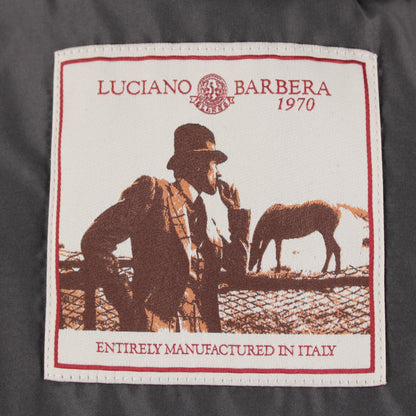 LUCIANO BARBERA
1970
ENTIRELY MANUFACTURED IN ITALY